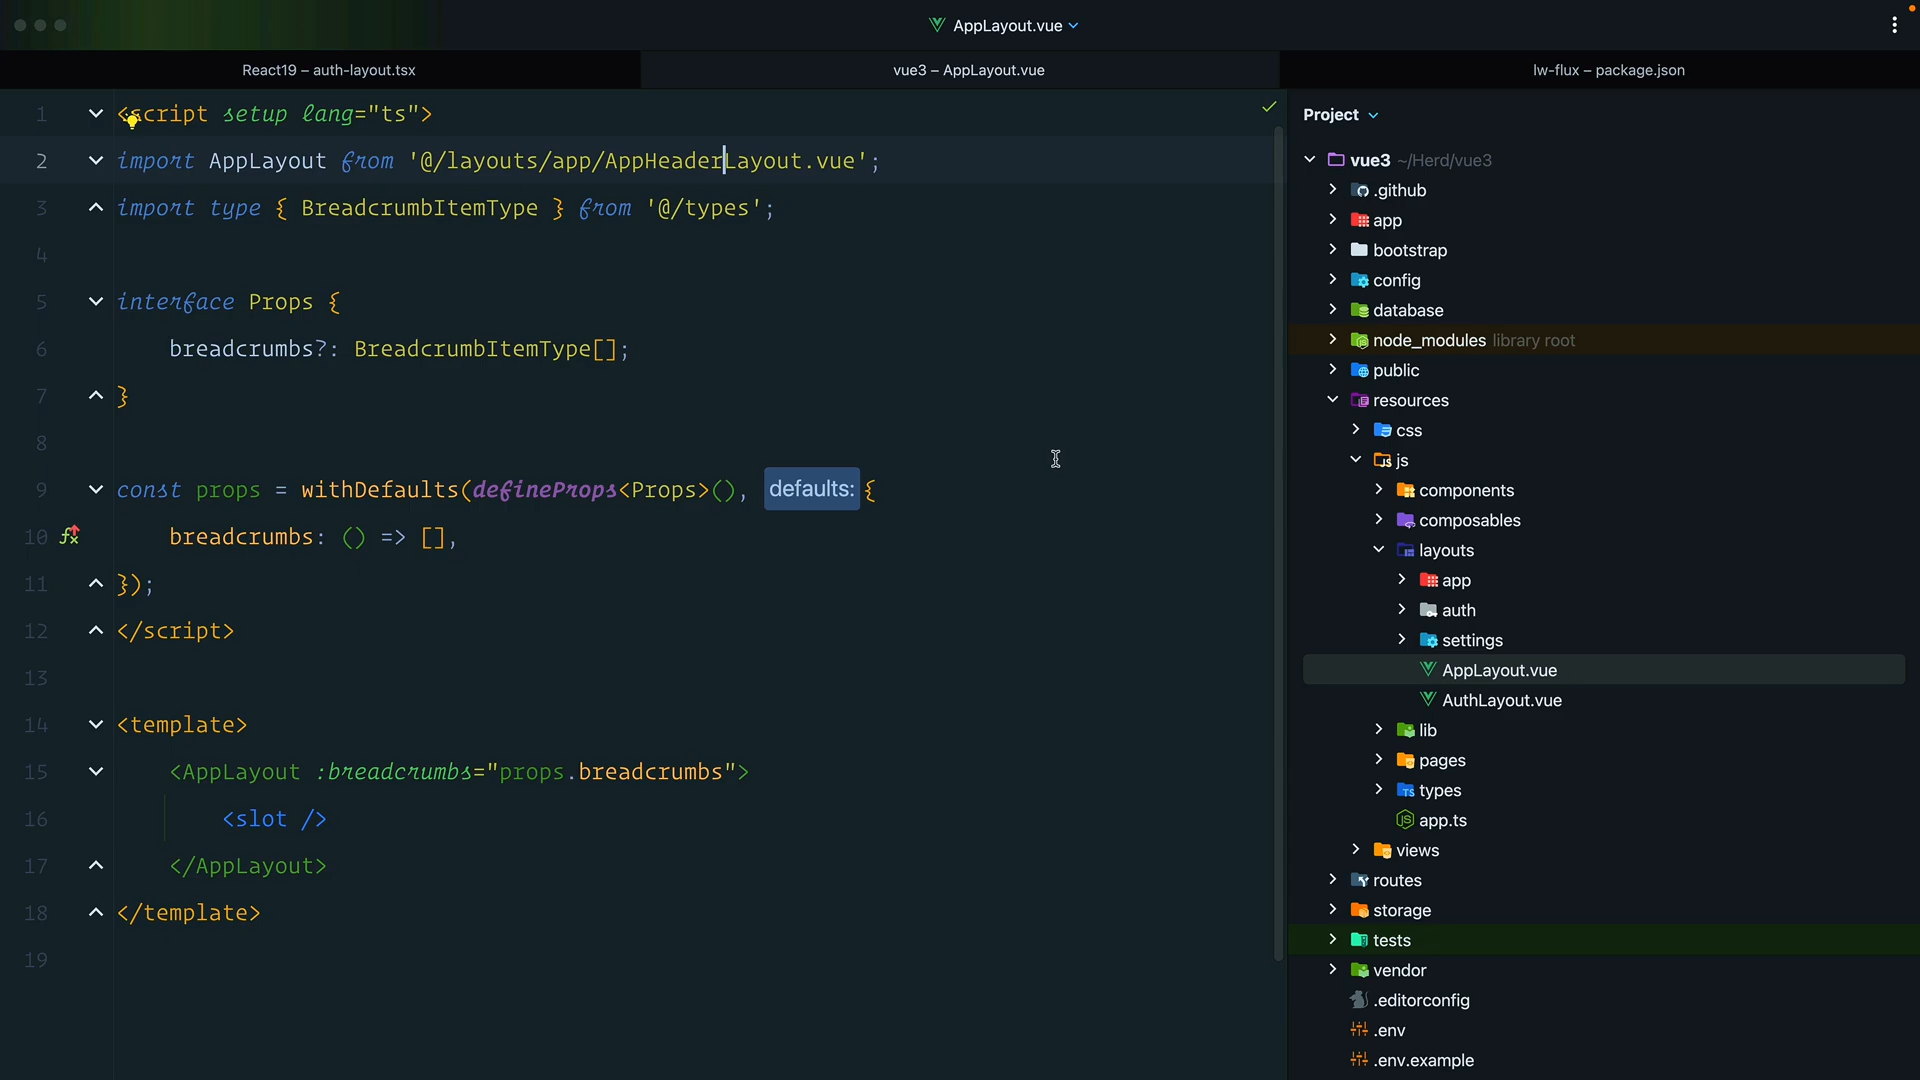 AppLayout.vue
React19 – auth-layout.tsx
vue3 – AppLayout.vue
lw-flux – package.json
1 <script setup lang="ts">
2 import AppLayout from '@/layouts/app/AppHeaderLayout.vue';
3 import type { BreadcrumbItemType } from '@/types';
4
5 interface Props {
6 breadcrumbs?: BreadcrumbItemType[];
7 }
8
9 const props = withDefaults(defineProps<Props>(), defaults: {
10 breadcrumbs: () => [],
11 });
12 </script>
13
14 <template>
15 <AppLayout :breadcrumbs="props.breadcrumbs">
16 <slot />
17 </AppLayout>
18 </template>
19
Project
vue3 ~/Herd/vue3
.github
app
bootstrap
config
database
node_modules library root
public
resources
css
js
components
composables
layouts
app
auth
settings
AppLayout.vue
AuthLayout.vue
lib
pages
types
app.ts
views
routes
storage
tests
vendor
.editorconfig
.env
.env.example